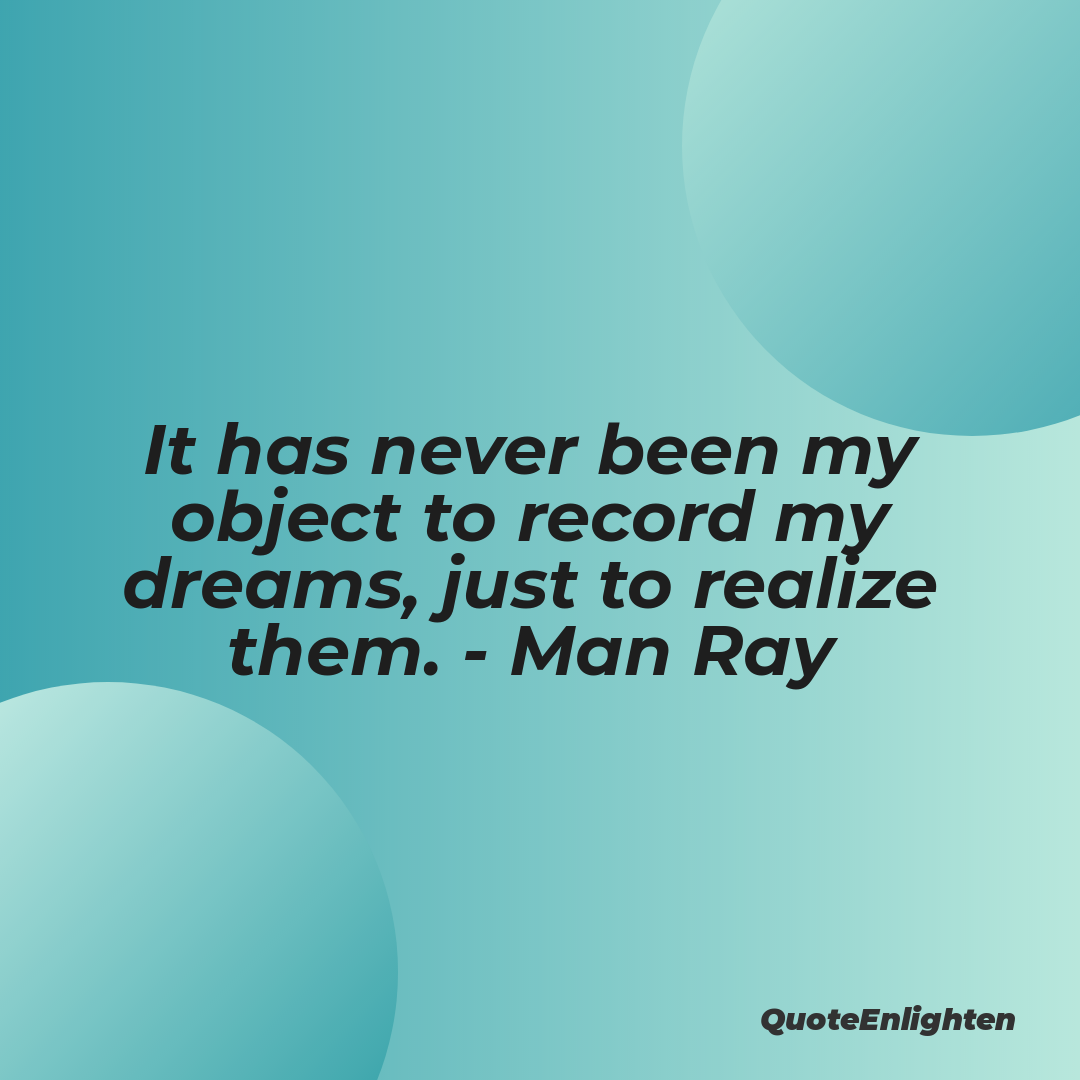 It has never been my
object to record my
dreams, just to realize
them. - Man Ray
QuoteEnlighten